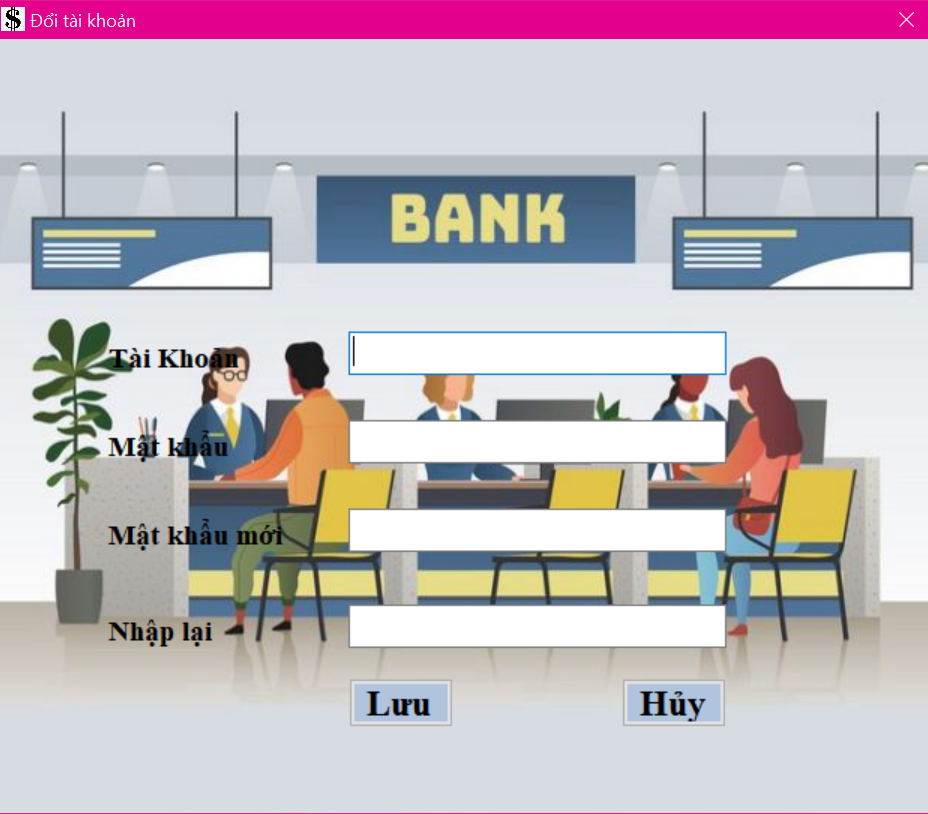 $ Đổi tài khoản
BANK
Tài Khoản
Mật khẩu
Mật khẩu mới
Nhập lại
Lưu
Hủy